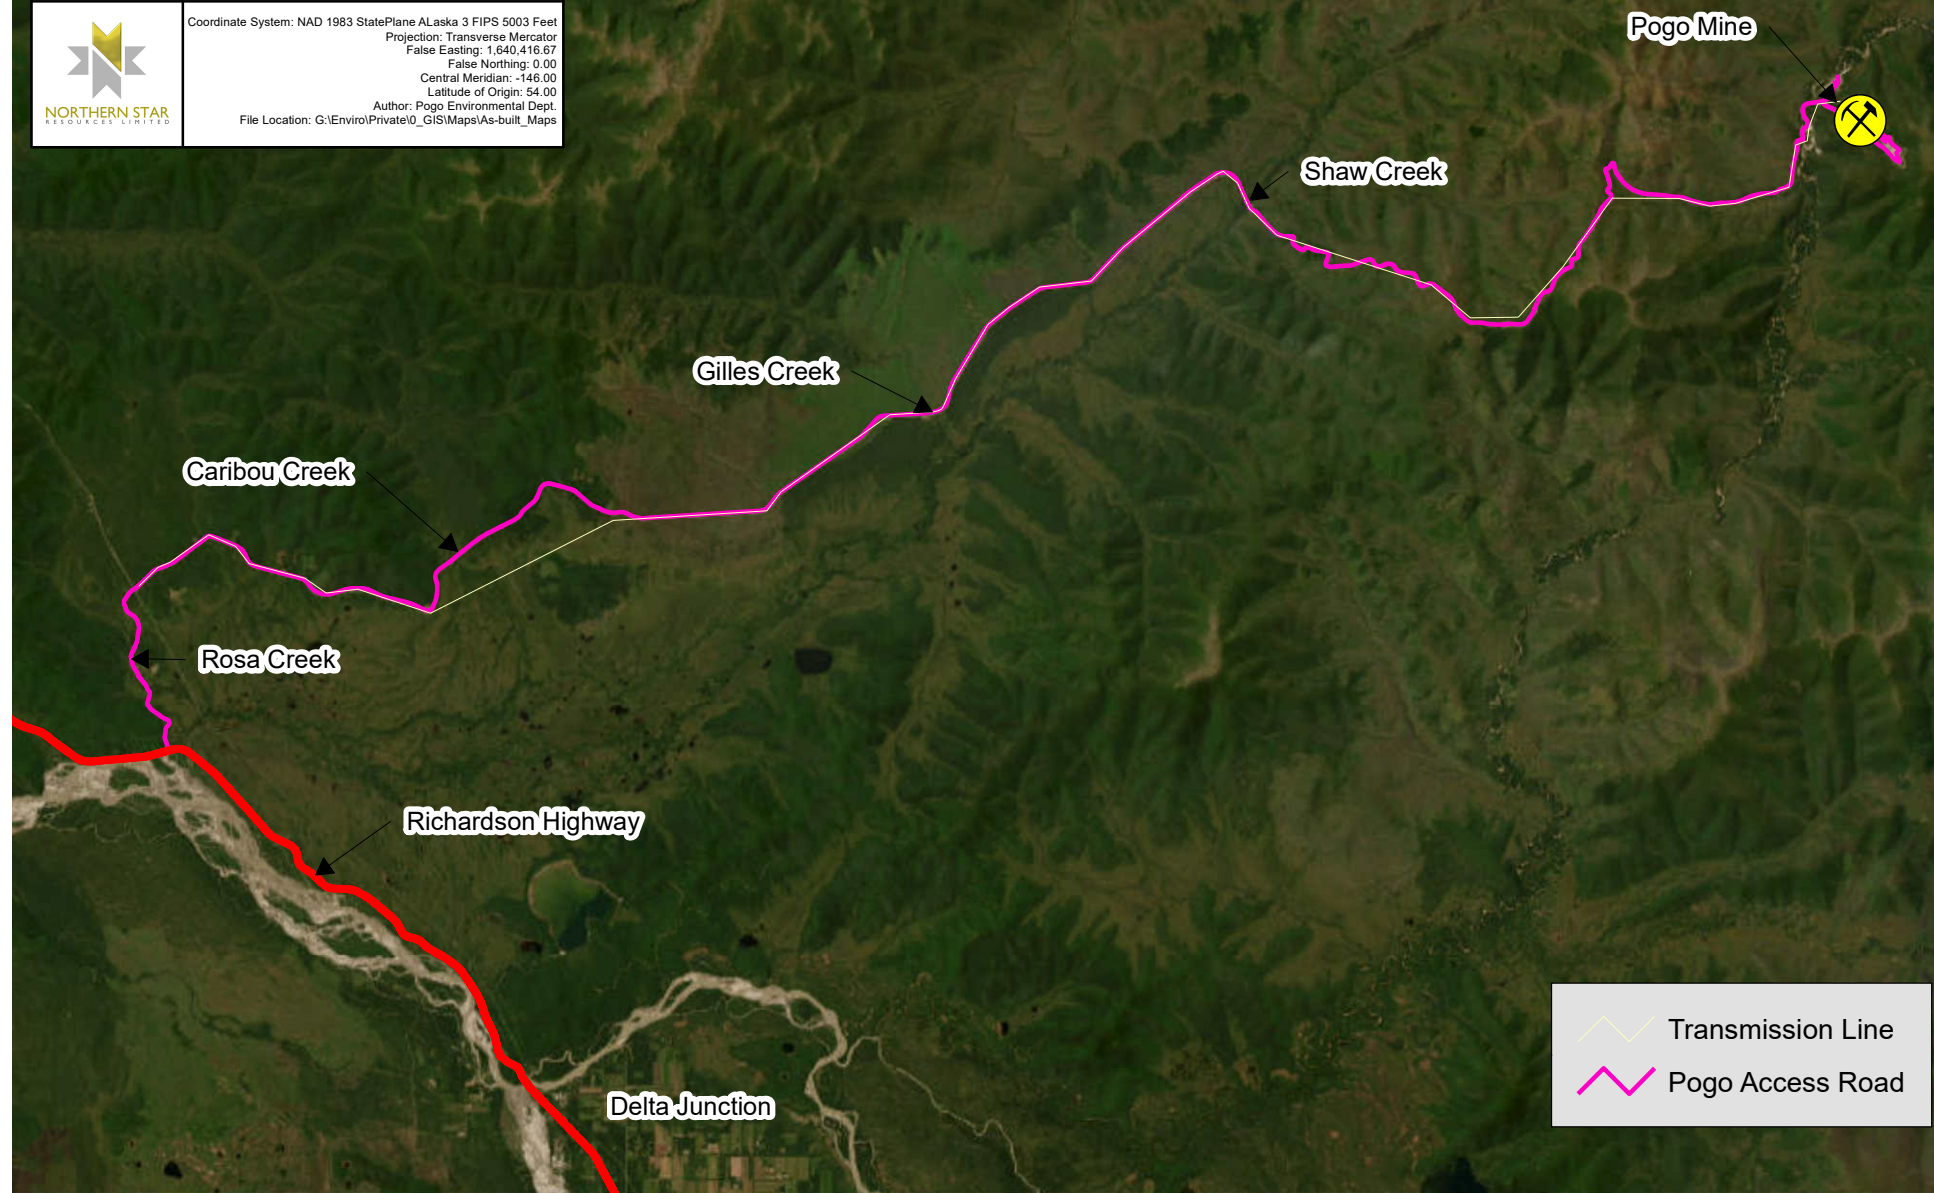 NORTHERN STAR
RESOURCES LIMITED
Coordinate System: NAD 1983 StatePlane ALaska 3 FIPS 5003 Feet
Projection: Transverse Mercator
False Easting: 1,640,416.67
False Northing: 0.00
Central Meridian: -146.00
Latitude of Origin: 54.00
Author: Pogo Environmental Dept.
File Location: G:\Enviro\Private\0_GIS\Maps\As-built_Maps
Pogo Mine
Shaw Creek
Gilles Creek
Caribou Creek
Rosa Creek
Richardson Highway
Delta Junction
Transmission Line
Pogo Access Road